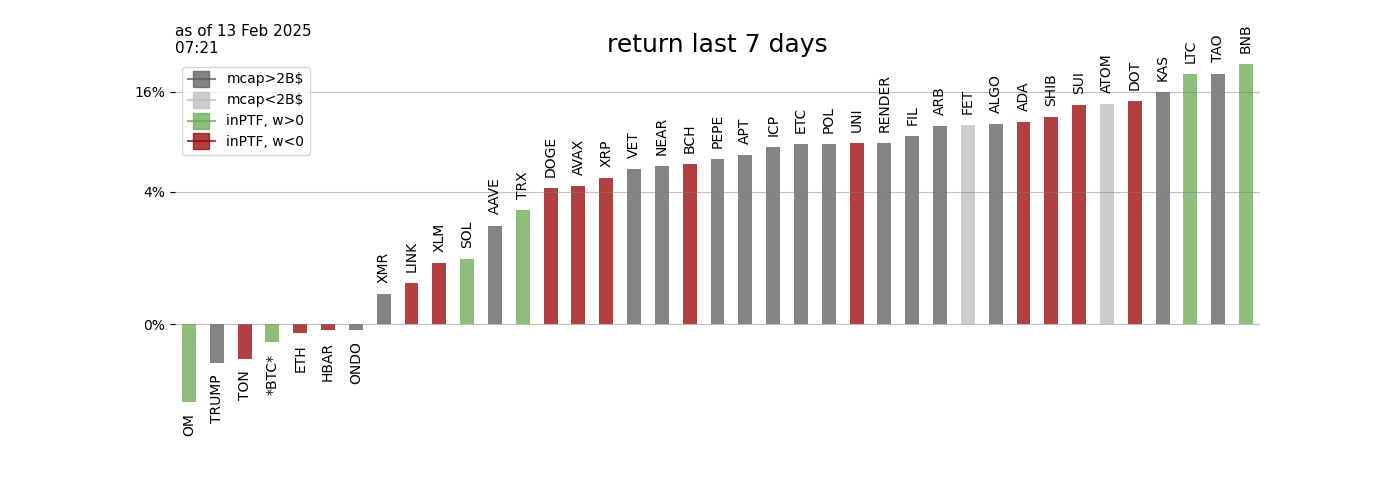 as of 13 Feb 2025
07:21
return last 7 days
mcap>2B$
mcap<2B$
inPTF, w>0
inPTF, w<0
16%
4%
0%
OM
TRUMP
TON
*BTC*
ETH
HBAR
ONDO
XMR
LINK
XLM
SOL
AAVE
TRX
DOGE
AVAX
XRP
VET
NEAR
BCH
PEPE
APT
ICP
ETC
POL
UNI
RENDER
FIL
ARB
FET
ALGO
ADA
SHIB
SUI
ATOM
DOT
KAS
LTC
TAO
BNB